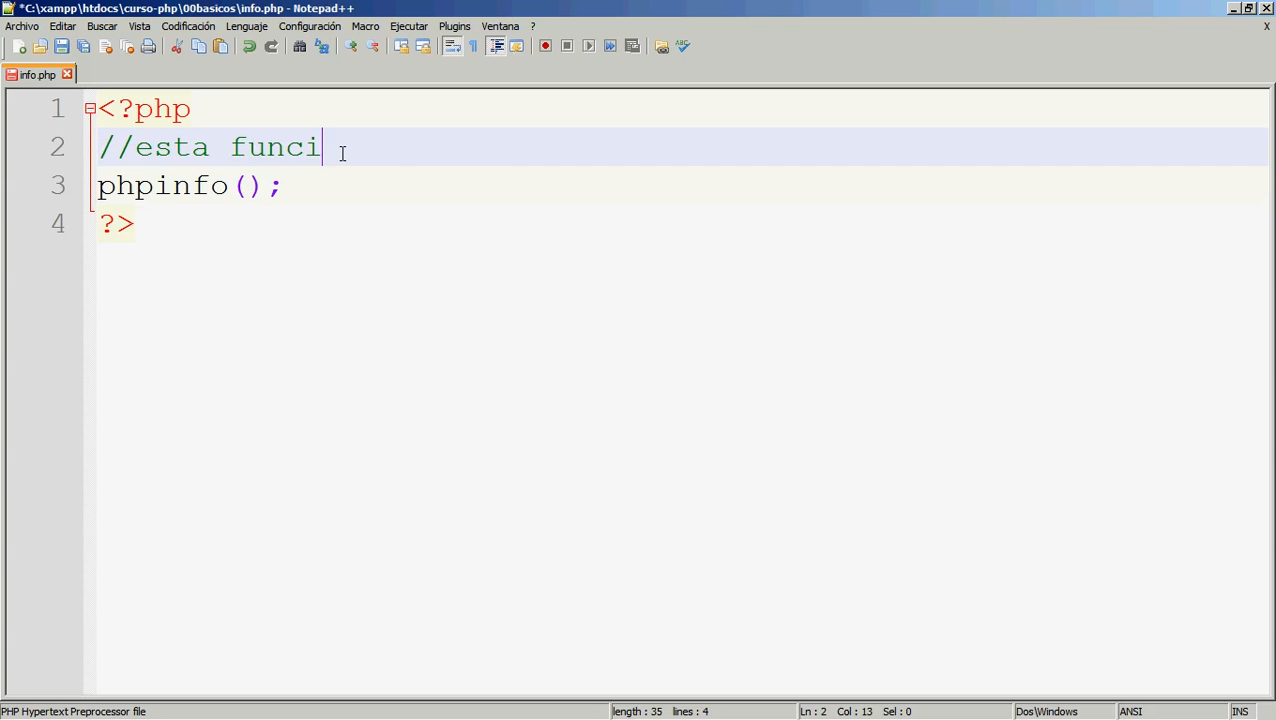 *C:\xampp\htdocs\curso-php\00basicos\info.php - Notepad++
Archivo Editar Buscar Vista Codificación Lenguaje Configuración Macro Ejecutar Plugins Ventana ? X
info.php
1 <?php
2 //esta funci
3 phpinfo();
4 ?>
PHP Hypertext Preprocessor file length : 35 lines : 4 Ln : 2 Col : 13 Sel : 0 Dos\Windows ANSI INS